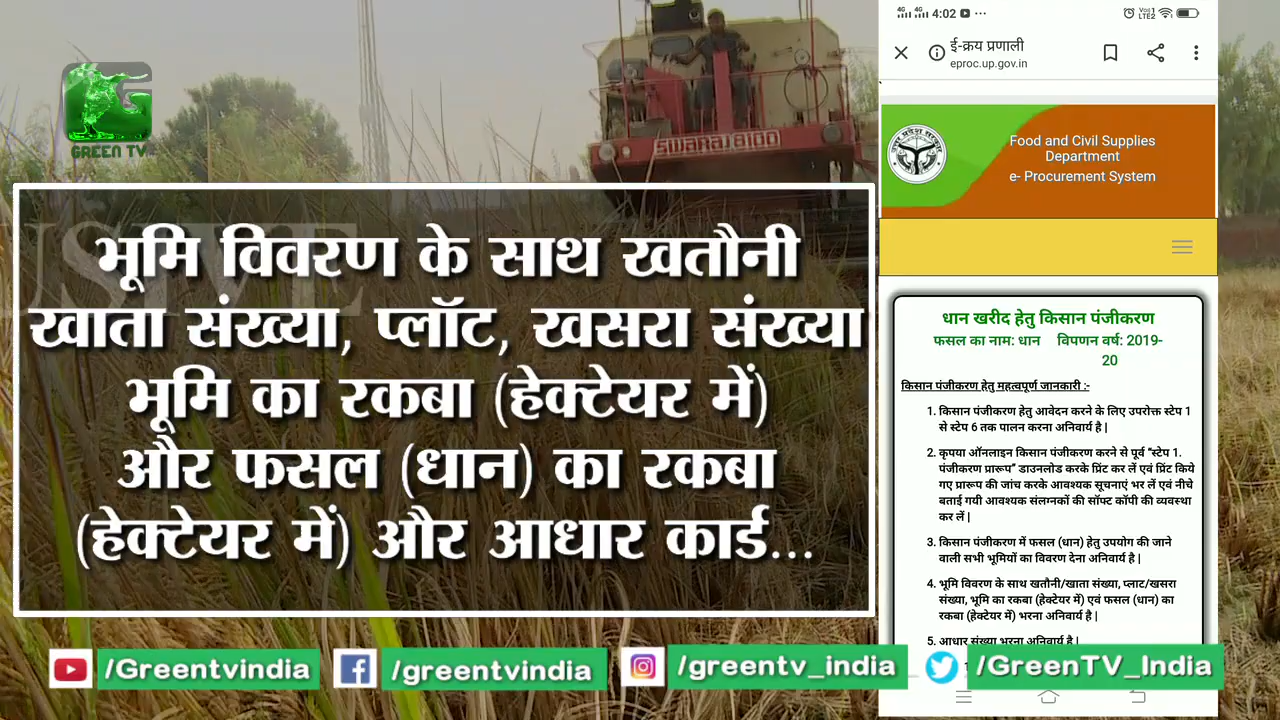 GREEN TV
SWARAJ 8100
भूमि विवरण के साथ खतौनी
खाता संख्या, प्लॉट, खसरा संख्या
भूमि का रकबा (हेक्टेयर में)
और फसल (धान) का रकबा
(हेक्टेयर में) और आधार कार्ड...
4G 4G 4:02
VoLTE2
ई-क्रय प्रणाली
eproc.up.gov.in
Food and Civil Supplies
Department
e- Procurement System
धान खरीद हेतु किसान पंजीकरण
फसल का नाम: धान विपणन वर्ष: 2019-
20
किसान पंजीकरण हेतु महत्वपूर्ण जानकारी :-
1. किसान पंजीकरण हेतु आवेदन करने के लिए उपरोक्त स्टेप 1
से स्टेप 6 तक पालन करना अनिवार्य है |
2. कृपया ऑनलाइन किसान पंजीकरण करने से पूर्व "स्टेप 1.
पंजीकरण प्रारूप" डाउनलोड करके प्रिंट कर लें एवं प्रिंट किये
गए प्रारूप की जांच करके आवश्यक सूचनाएं भर लें एवं नीचे
बताई गयी आवश्यक संलग्नकों की सॉफ्ट कॉपी की व्यवस्था
कर लें |
3. किसान पंजीकरण में फसल (धान) हेतु उपयोग की जाने
वाली सभी भूमियों का विवरण देना अनिवार्य है |
4. भूमि विवरण के साथ खतौनी/खाता संख्या, प्लाट/खसरा
संख्या, भूमि का रकबा (हेक्टेयर में) एवं फसल (धान) का
रकबा (हेक्टेयर में) भरना अनिवार्य है |
5. आधार संख्या भरना अनिवार्य है |
/Greentvindia
/greentvindia
/greentv_india
/GreenTV_India